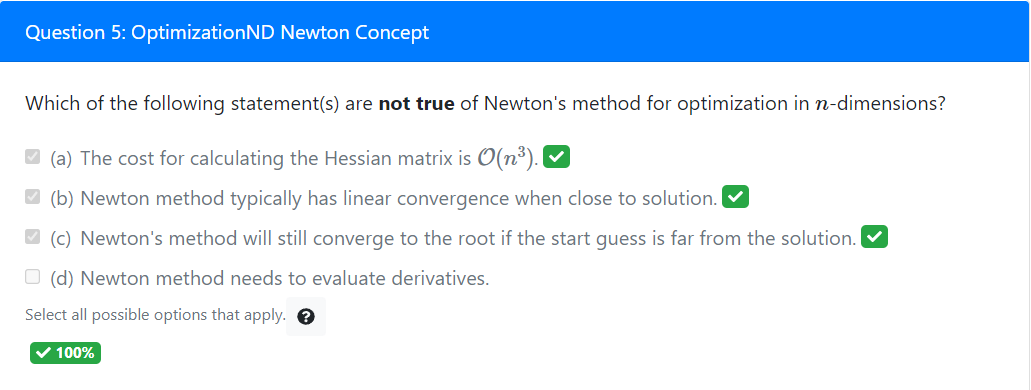 Question 5: OptimizationND Newton Concept
Which of the following statement(s) are not true of Newton's method for optimization in n-dimensions?
(a) The cost for calculating the Hessian matrix is O(n³).
(b) Newton method typically has linear convergence when close to solution.
(c) Newton's method will still converge to the root if the start guess is far from the solution.
(d) Newton method needs to evaluate derivatives.
Select all possible options that apply. ?
100%